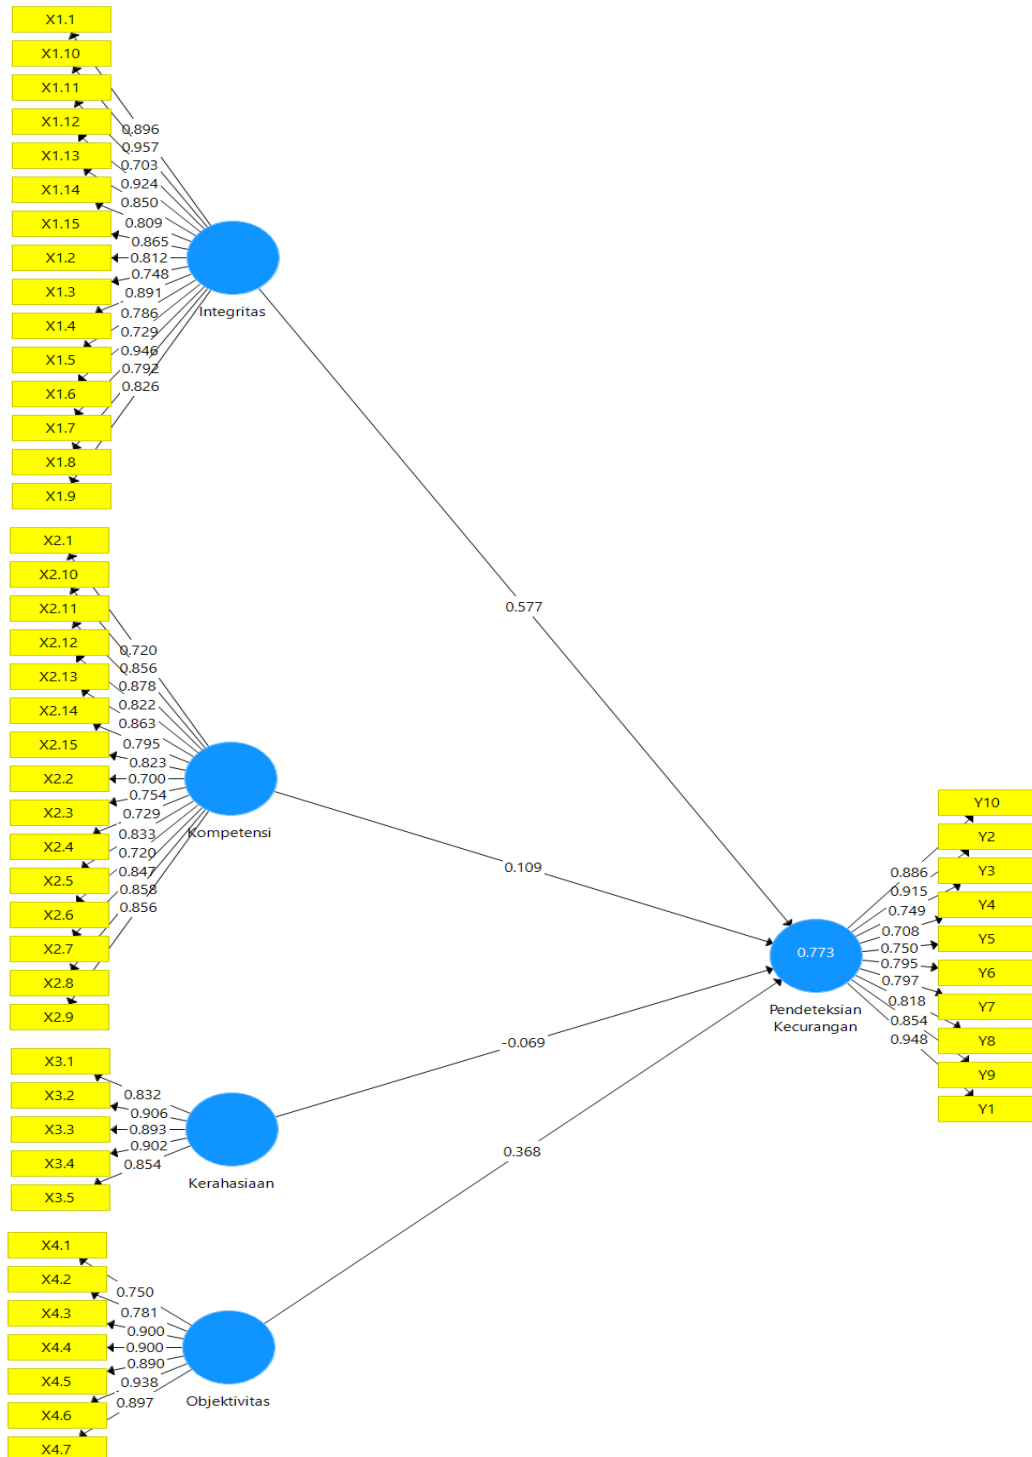 X1.1
X1.10
X1.11
X1.12
X1.13
X1.14
X1.15
X1.2
X1.3
X1.4
X1.5
X1.6
X1.7
X1.8
X1.9
0.896
0.957
0.703
0.924
0.850
0.809
0.865
0.812
0.748
0.891
0.786
0.729
0.946
0.792
0.826
Integritas
X2.1
X2.10
X2.11
X2.12
X2.13
X2.14
X2.15
X2.2
X2.3
X2.4
X2.5
X2.6
X2.7
X2.8
X2.9
0.720
0.856
0.878
0.822
0.863
0.795
0.823
0.700
0.754
0.729
0.833
0.720
0.847
0.858
0.856
Kompetensi
X3.1
X3.2
X3.3
X3.4
X3.5
0.832
0.906
0.893
0.902
0.854
Kerahasiaan
X4.1
X4.2
X4.3
X4.4
X4.5
X4.6
X4.7
0.750
0.781
0.900
0.900
0.890
0.938
0.897
Objektivitas
0.577
0.109
-0.069
0.368
0.773
Pendeteksian
Kecurangan
0.886
0.915
0.749
0.708
0.750
0.795
0.797
0.818
0.854
0.948
Y10
Y2
Y3
Y4
Y5
Y6
Y7
Y8
Y9
Y1